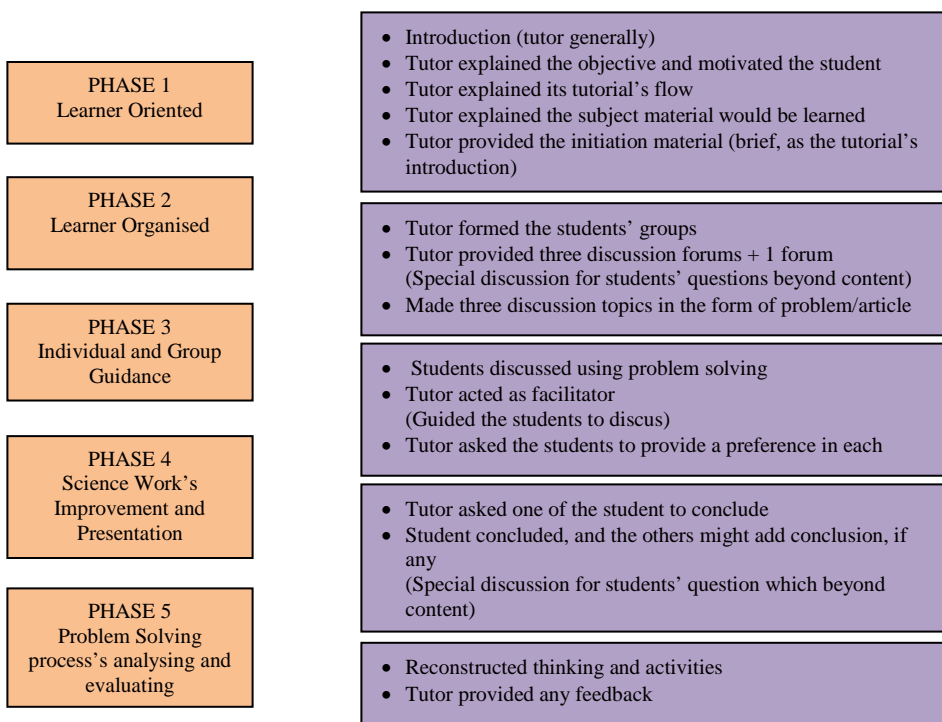 PHASE 1
Learner Oriented
• Introduction (tutor generally)
• Tutor explained the objective and motivated the student
• Tutor explained its tutorial’s flow
• Tutor explained the subject material would be learned
• Tutor provided the initiation material (brief, as the tutorial’s
introduction)
PHASE 2
Learner Organised
• Tutor formed the students’ groups
• Tutor provided three discussion forums + 1 forum
(Special discussion for students’ questions beyond content)
• Made three discussion topics in the form of problem/article
PHASE 3
Individual and Group
Guidance
• Students discussed using problem solving
• Tutor acted as facilitator
(Guided the students to discus)
• Tutor asked the students to provide a preference in each
PHASE 4
Science Work’s
Improvement and
Presentation
• Tutor asked one of the student to conclude
• Student concluded, and the others might add conclusion, if
any
(Special discussion for students’ question which beyond
content)
PHASE 5
Problem Solving
process’s analysing and
evaluating
• Reconstructed thinking and activities
• Tutor provided any feedback